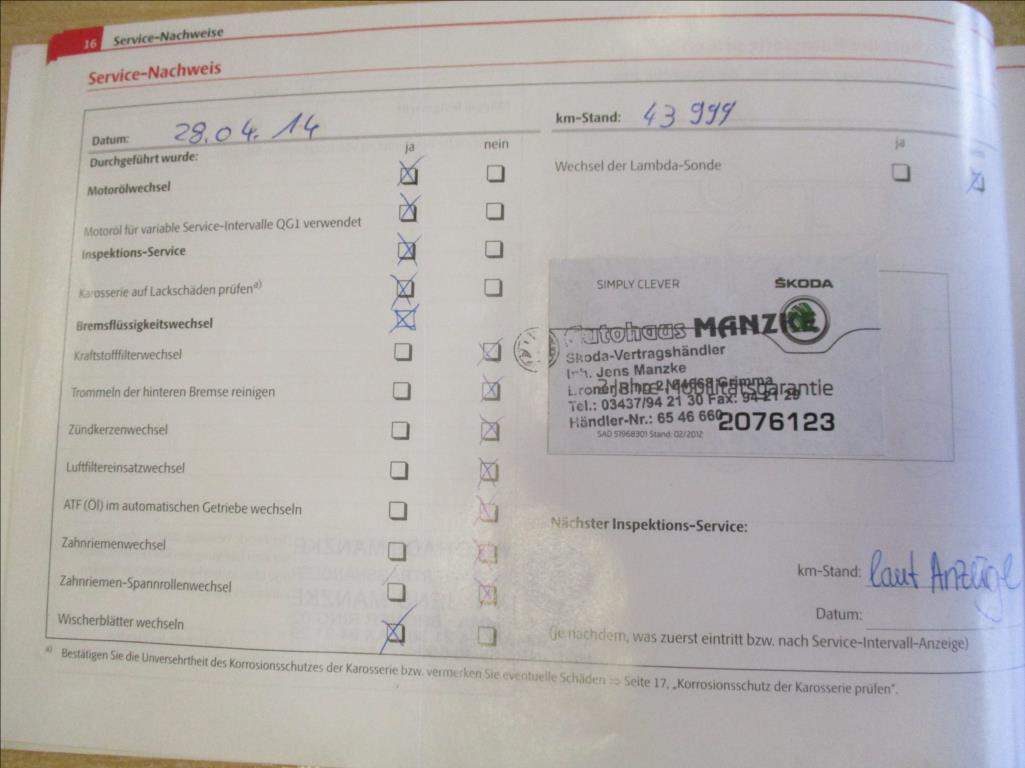 16 Service-Nachweise
Service-Nachweis
Datum: 28.04.14
km-Stand: 43 999
Durchgeführt wurde:
ja nein
ja
Motorölwechsel
Wechsel der Lambda-Sonde
Motoröl für variable Service-Intervalle QG1 verwendet
Inspektions-Service
Karosserie auf Lackschäden prüfen a)
Bremsflüssigkeitswechsel
Kraftstofffilterwechsel
Trommeln der hinteren Bremse reinigen
Zündkerzenwechsel
Luftfiltereinsatzwechsel
ATF (Öl) im automatischen Getriebe wechseln
Zahnriemenwechsel
Zahnriemen-Spannrollenwechsel
Wischerblätter wechseln
SIMPLY CLEVER
ŠKODA
Autohaus MANZKE
Skoda-Vertragshändler
Inh. Jens Manzke
2, 04668 Grimma
Mobilitätsgarantie
Tel.: 03437/94 21 30 Fax: 94 21 29
Händler-Nr.: 65 46 660
2076123
SAD 51968301 Stand: 02/2012
Nächster Inspektions-Service:
km-Stand: laut Anzeige
Datum:
(je nachdem, was zuerst eintritt bzw. nach Service-Intervall-Anzeige)
a) Bestätigen Sie die Unversehrtheit des Korrosionsschutzes der Karosserie bzw. vermerken Sie eventuelle Schäden ⇒ Seite 17, „Korrosionsschutz der Karosserie prüfen".